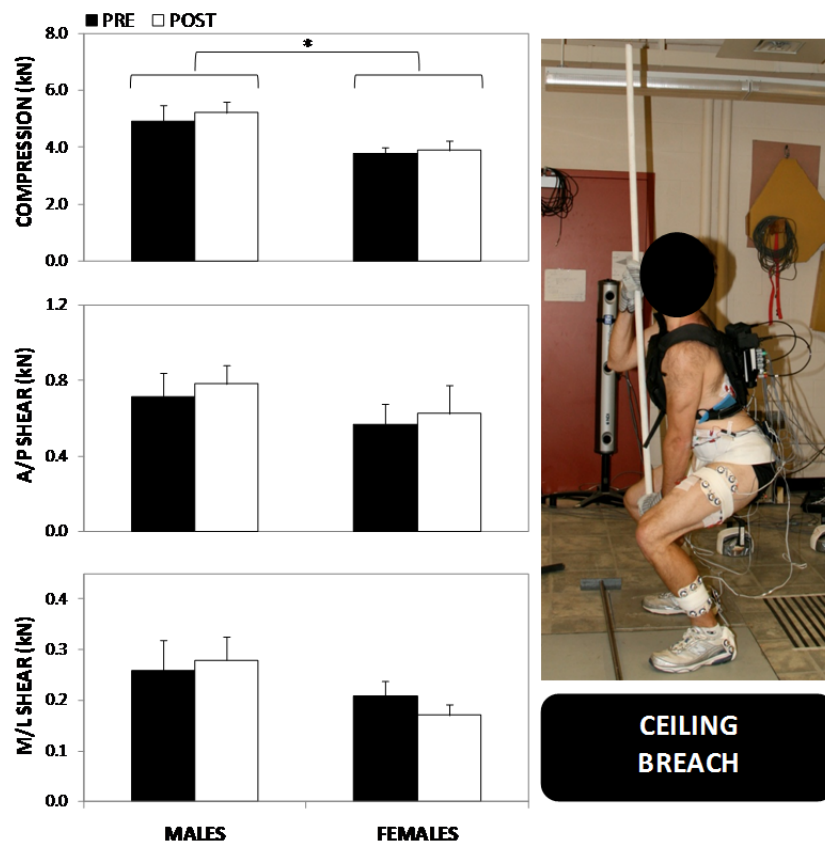 PRE POST
COMPRESSION (kN)
8.0
6.0
4.0
2.0
0.0
*
A/P SHEAR (kN)
1.2
0.8
0.4
0.0
M/L SHEAR (kN)
0.4
0.3
0.2
0.1
0.0
MALES FEMALES
CEILING
BREACH